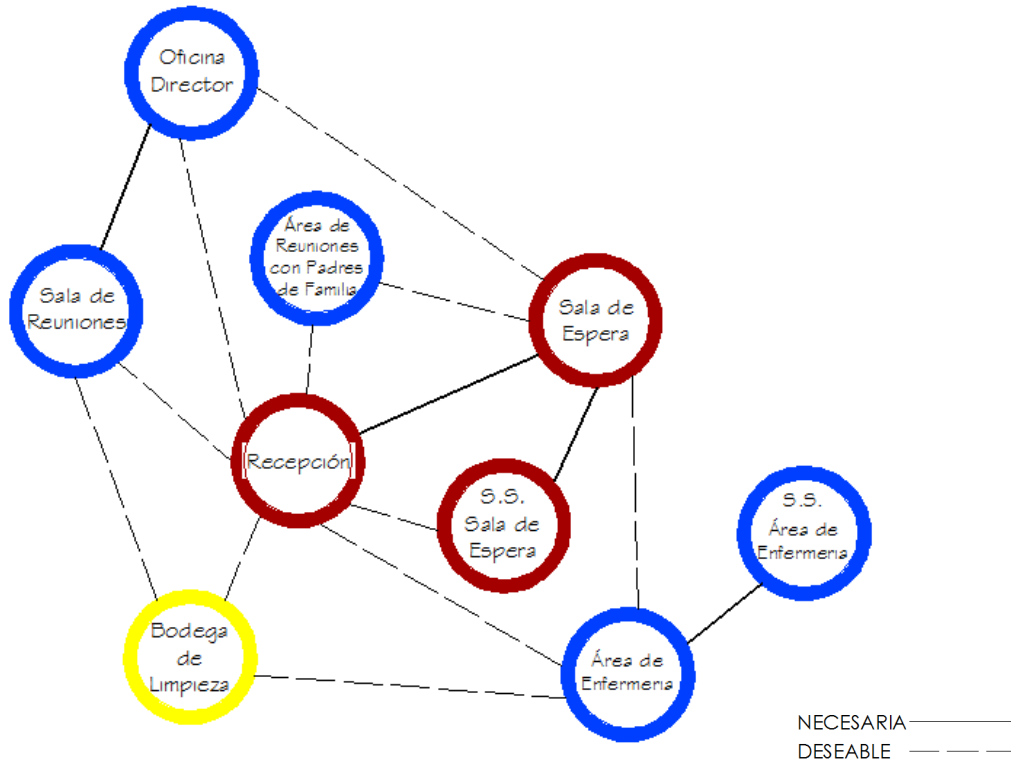 Oficina
Director
Área de
Reuniones
con Padres
de Familia
Sala de
Reuniones
Sala de
Espera
Recepción
S.S.
Sala de
Espera
S.S.
Área de
Enfermeria
Bodega
de
Limpieza
Área de
Enfermeria
NECESARIA
DESEABLE